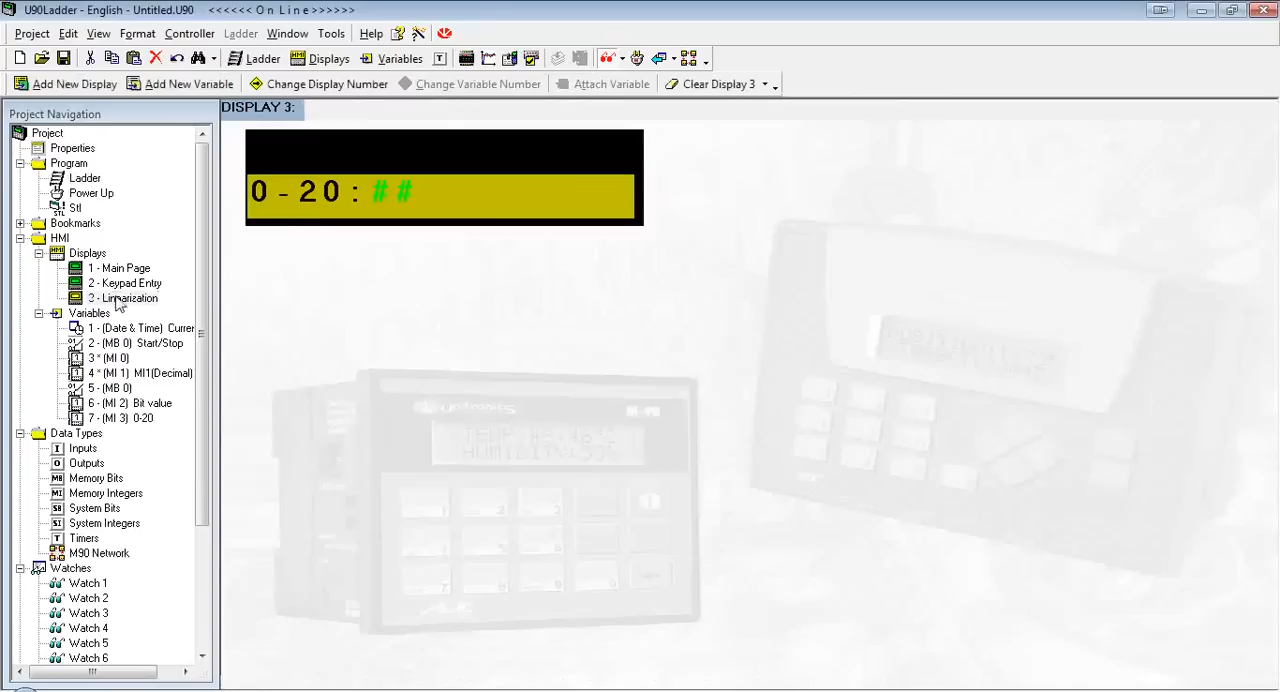 U90Ladder - English - Untitled.U90 <<<<<< O n L i n e >>>>>>
Project Edit View Format Controller Ladder Window Tools Help
Ladder Displays Variables
Add New Display Add New Variable Change Display Number Change Variable Number Attach Variable Clear Display 3
Project Navigation
DISPLAY 3:
0-20:##
Project
Properties
Program
Ladder
Power Up
Stl
Bookmarks
HMI
Displays
1 - Main Page
2 - Keypad Entry
3 - Linearization
Variables
1 - (Date & Time) Curre
2 - (MB 0) Start/Stop
3 * (MI 0)
4 * (MI 1) MI1(Decimal)
5 - (MB 0)
6 - (MI 2) Bit value
7 - (MI 3) 0-20
Data Types
Inputs
Outputs
Memory Bits
Memory Integers
System Bits
System Integers
Timers
M90 Network
Watches
Watch 1
Watch 2
Watch 3
Watch 4
Watch 5
Watch 6